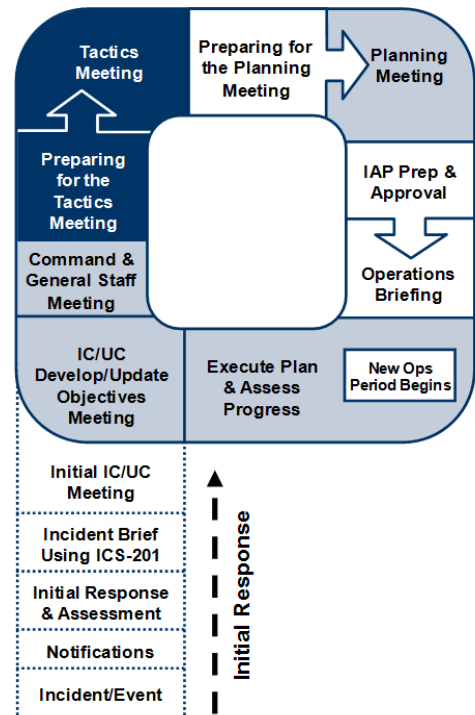 Tactics
Meeting
Preparing for
the Planning
Meeting
Planning
Meeting
Preparing
for the
Tactics
Meeting
IAP Prep &
Approval
Command &
General Staff
Meeting
Operations
Briefing
IC/UC
Develop/Update
Objectives
Meeting
Execute Plan
& Assess
Progress
New Ops
Period Begins
Initial IC/UC
Meeting
Incident Brief
Using ICS-201
Initial Response
& Assessment
Notifications
Incident/Event
Initial Response